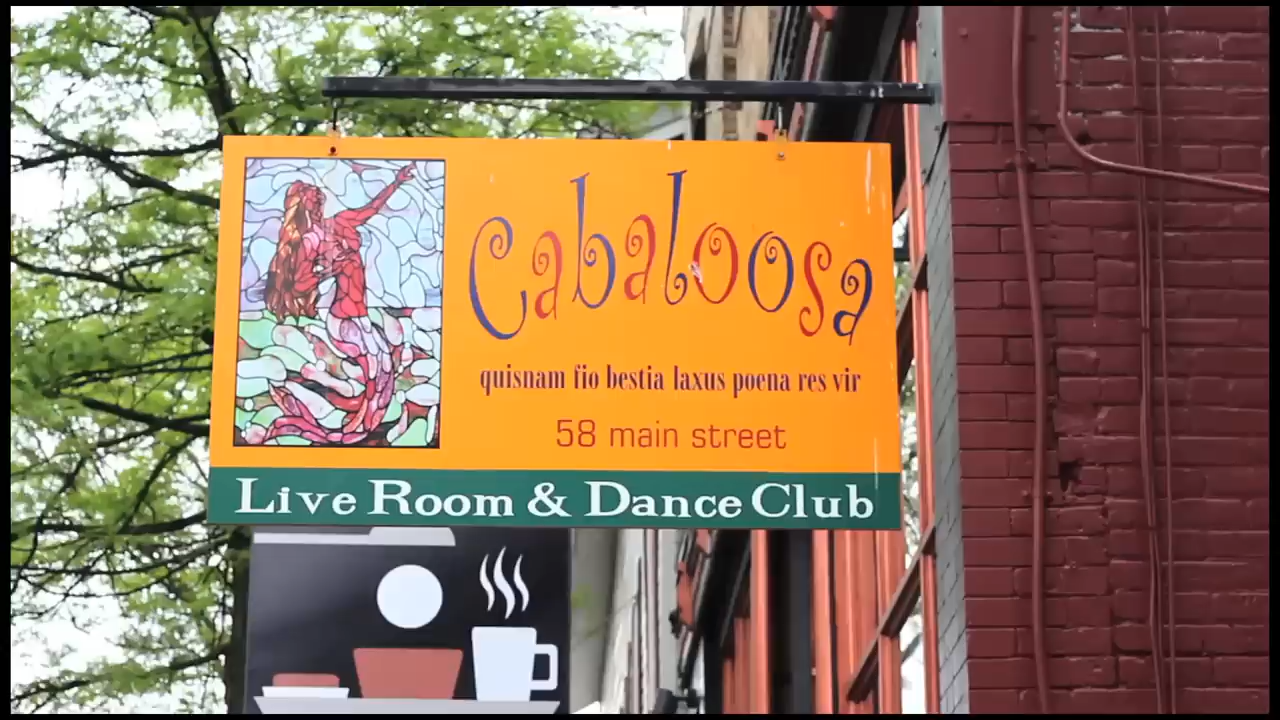 Cabaloosa
quisnam fio bestia laxus poena res vir
58 main street
Live Room & Dance Club